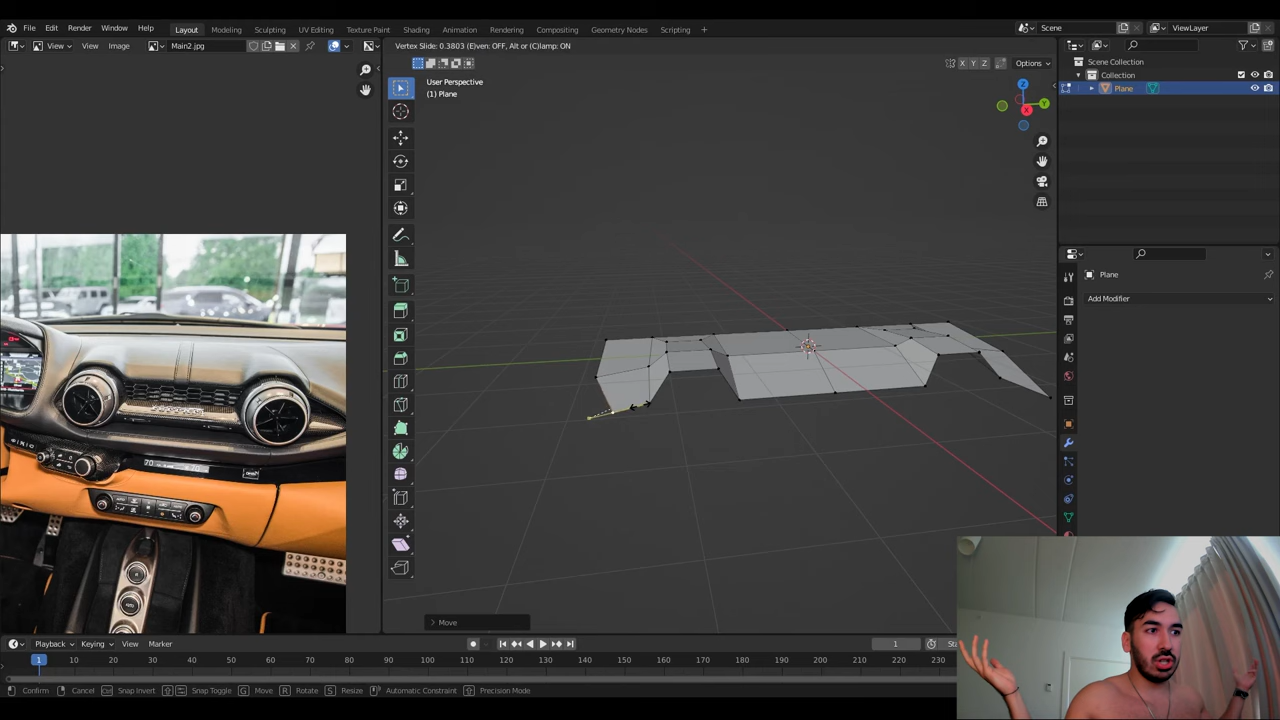 File Edit Render Window Help Layout Modeling Sculpting UV Editing Texture Paint Shading Animation Rendering Compositing Geometry Nodes Scripting + Scene ViewLayer
View View Image Main2.jpg Vertex Slide: 0.3803 (E)ven: OFF, Alt or (C)lamp: ON
X Y Z Options
Scene Collection
Collection
Plane
User Perspective
(1) Plane
Z
X
Y
Plane
Add Modifier
Move
Playback Keying View Marker 1
1 10 20 30 40 50 60 70 80 90 100 110 120 130 140 150 160 170 180 190 200 210 220 230
Confirm Cancel Snap Invert Snap Toggle G Move R Rotate S Resize Automatic Constraint Precision Mode